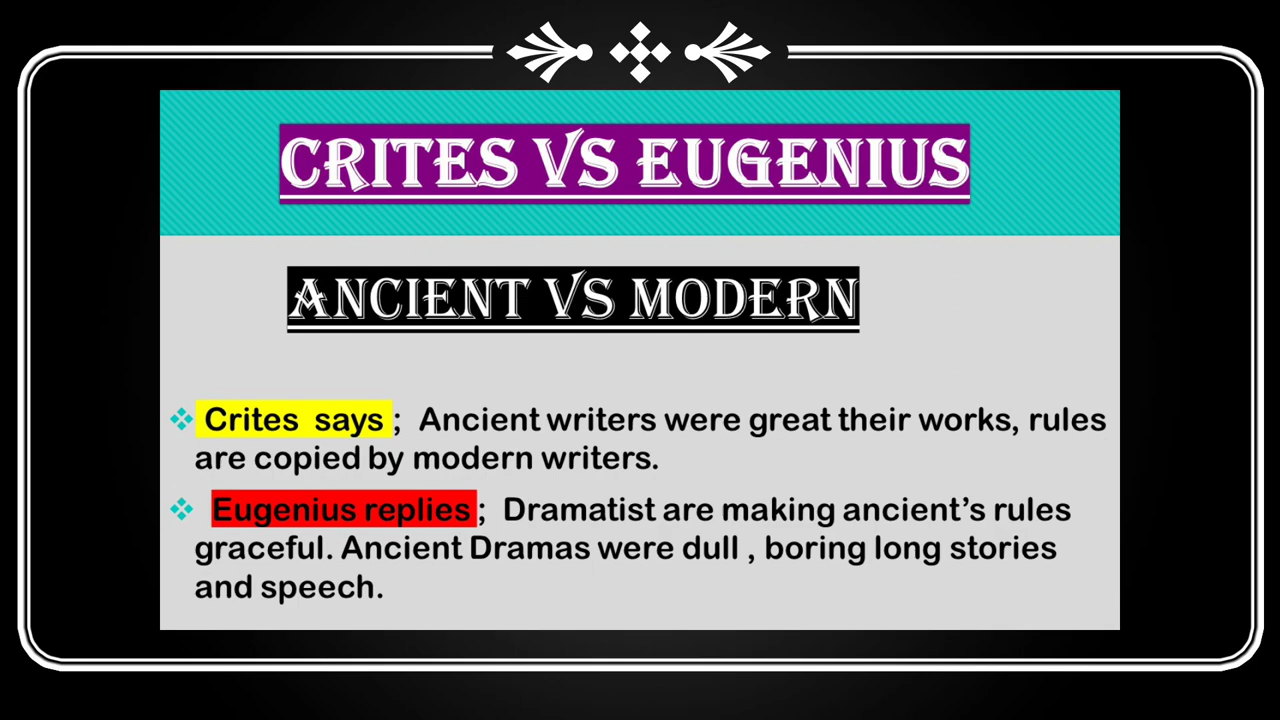 CRITES VS EUGENIUS
ANCIENT VS MODERN
Crites says ; Ancient writers were great their works, rules
are copied by modern writers.
Eugenius replies ; Dramatist are making ancient’s rules
graceful. Ancient Dramas were dull , boring long stories
and speech.